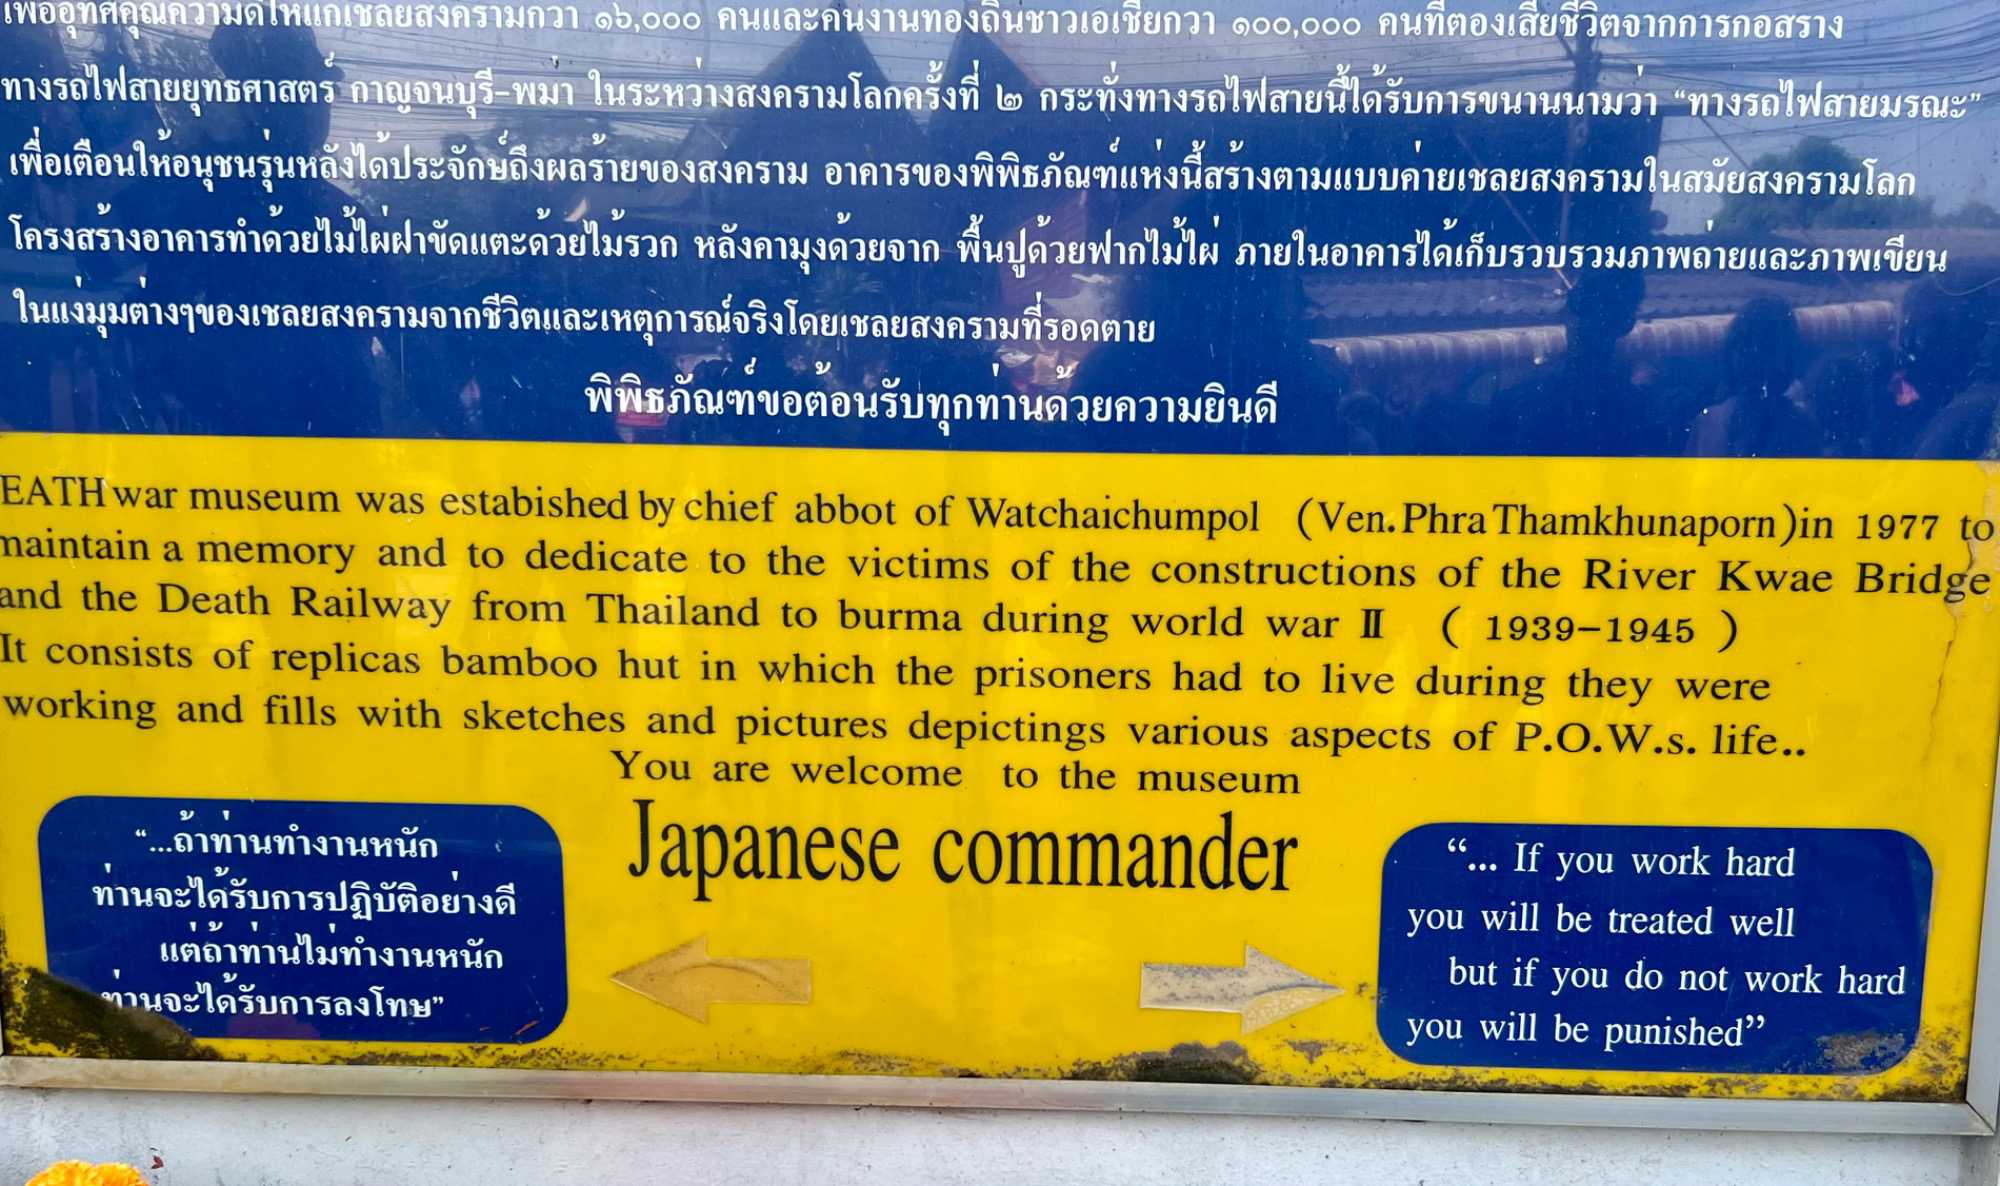 เพื่ออุทิศคุณความดีให้แก่เชลยสงครามกว่า ๑๖,๐๐๐ คนและคนงานท้องถิ่นชาวเอเชียกว่า ๑๐๐,๐๐๐ คนที่ต้องเสียชีวิตจากการก่อสร้าง
ทางรถไฟสายยุทธศาสตร์ กาญจนบุรี-พม่า ในระหว่างสงครามโลกครั้งที่ ๒ กระทั่งทางรถไฟสายนี้ได้รับการขนานนามว่า “ทางรถไฟสายมรณะ”
เพื่อเตือนให้อนุชนรุ่นหลังได้ประจักษ์ถึงผลร้ายของสงคราม อาคารของพิพิธภัณฑ์แห่งนี้สร้างตามแบบค่ายเชลยสงครามในสมัยสงครามโลก
โครงสร้างอาคารทำด้วยไม้ไผ่ฝาขัดแตะด้วยไม้รวก หลังคามุงด้วยจาก พื้นปูด้วยฟากไม้ไผ่ ภายในอาคารได้เก็บรวบรวมภาพถ่ายและภาพเขียน
ในแง่มุมต่างๆของเชลยสงครามจากชีวิตและเหตุการณ์จริงโดยเชลยสงครามที่รอดตาย
พิพิธภัณฑ์ขอต้อนรับทุกท่านด้วยความยินดี
EATH war museum was estabished by chief abbot of Watchaichumpol (Ven. Phra Thamkhunaporn)in 1977 to
maintain a memory and to dedicate to the victims of the constructions of the River Kwae Bridge
and the Death Railway from Thailand to burma during world war II ( 1939-1945 )
It consists of replicas bamboo hut in which the prisoners had to live during they were
working and fills with sketches and pictures depictings various aspects of P.O.W.s. life..
You are welcome to the museum
Japanese commander
“...ถ้าท่านทำงานหนัก
ท่านจะได้รับการปฏิบัติอย่างดี
แต่ถ้าท่านไม่ทำงานหนัก
ท่านจะได้รับการลงโทษ”
“... If you work hard
you will be treated well
but if you do not work hard
you will be punished”